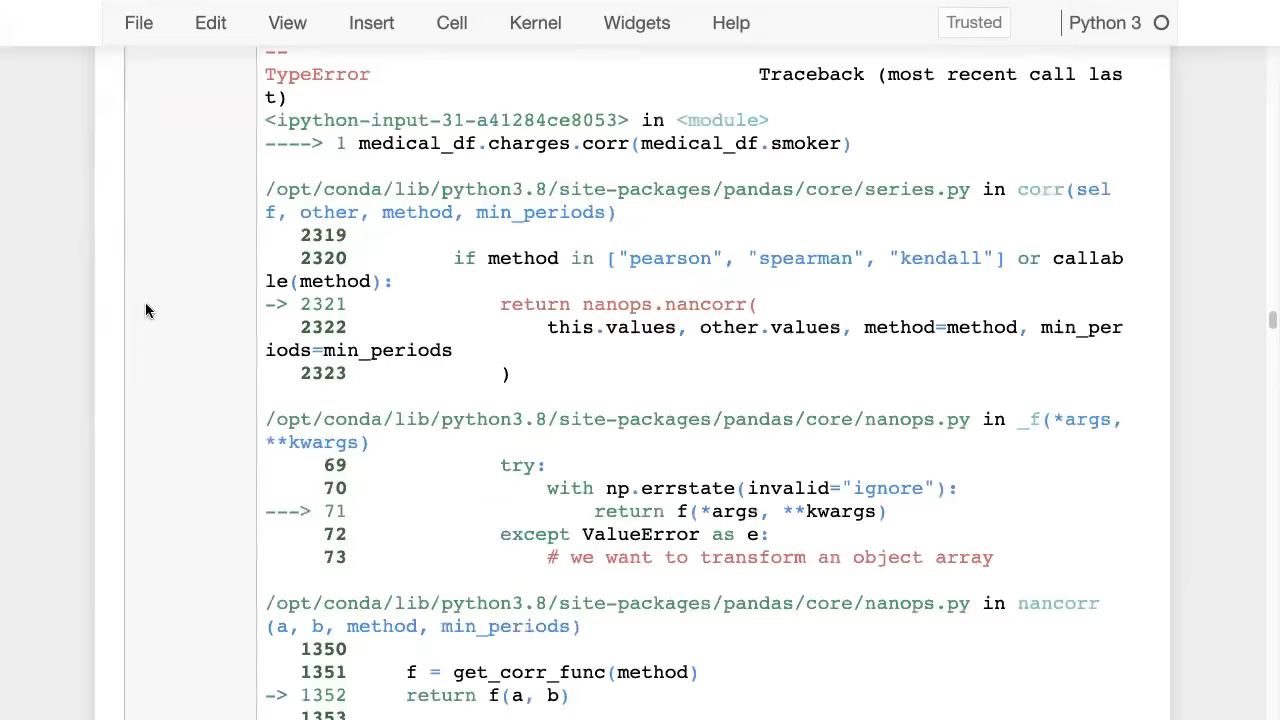 File Edit View Insert Cell Kernel Widgets Help Trusted Python 3
--
TypeError Traceback (most recent call las
t)
<ipython-input-31-a41284ce8053> in <module>
----> 1 medical_df.charges.corr(medical_df.smoker)
/opt/conda/lib/python3.8/site-packages/pandas/core/series.py in corr(sel
f, other, method, min_periods)
2319
2320 if method in ["pearson", "spearman", "kendall"] or callab
le(method):
-> 2321 return nanops.nancorr(
2322 this.values, other.values, method=method, min_per
iods=min_periods
2323 )
/opt/conda/lib/python3.8/site-packages/pandas/core/nanops.py in _f(*args,
**kwargs)
69 try:
70 with np.errstate(invalid="ignore"):
---> 71 return f(*args, **kwargs)
72 except ValueError as e:
73 # we want to transform an object array
/opt/conda/lib/python3.8/site-packages/pandas/core/nanops.py in nancorr
(a, b, method, min_periods)
1350
1351 f = get_corr_func(method)
-> 1352 return f(a, b)
1353